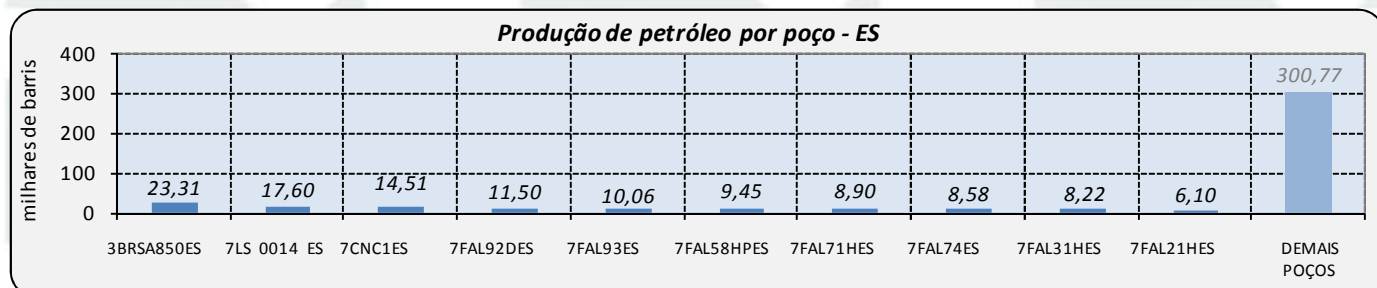 Produção de petróleo por poço - ES
milhares de barris
400
300
200
100
0
23,31
17,60
14,51
11,50
10,06
9,45
8,90
8,58
8,22
6,10
300,77
3BRSA850ES
7LS 0014 ES
7CNC1ES
7FAL92DES
7FAL93ES
7FAL58HPES
7FAL71HES
7FAL74ES
7FAL31HES
7FAL21HES
DEMAIS
POÇOS